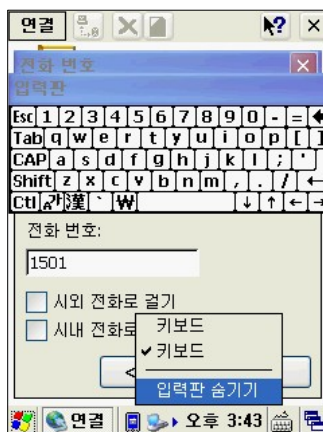 연결
전화 번호
입력판
Esc 1 2 3 4 5 6 7 8 9 0 - =
Tab q w e r t y u i o p [ ]
CAP a s d f g h j k l ; '
Shift z x c v b n m , . /
Ctl 가 漢 ` ₩
전화 번호:
1501
시외 전화로 걸기
시내 전화로
키보드
키보드
입력판 숨기기
연결
오후 3:43